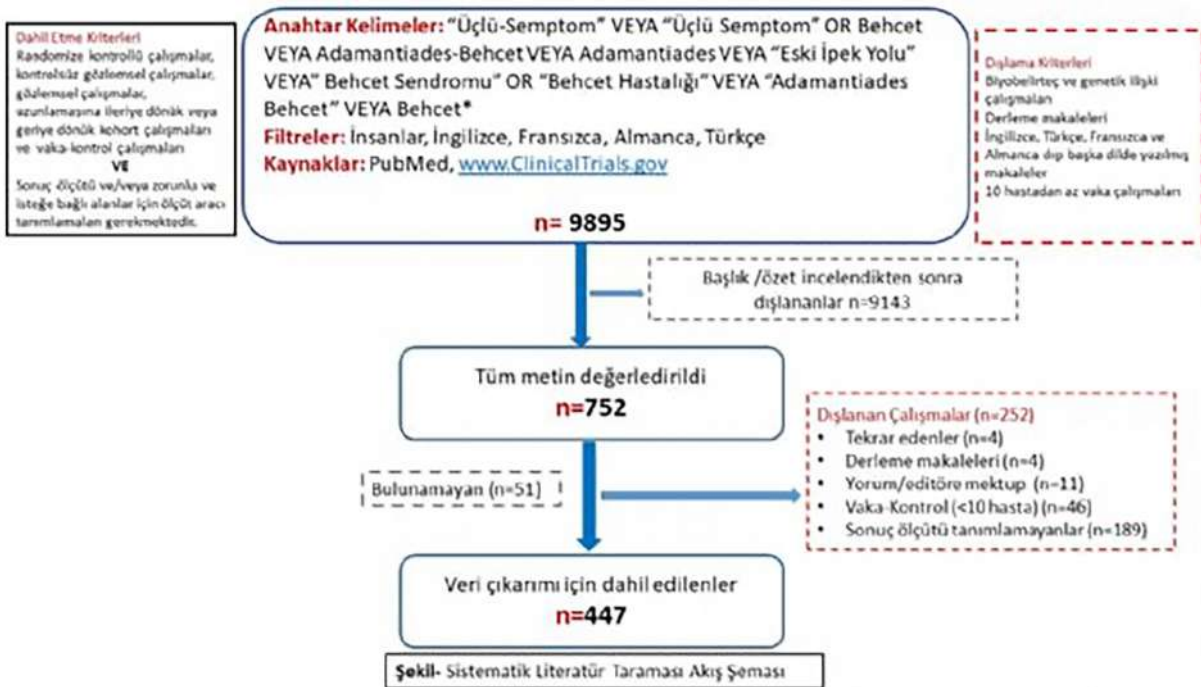 Dahil Etme Kriterleri
Randomize kontrollü çalışmalar,
kontrolsüz gözlemsel çalışmalar,
gözlemsel çalışmalar,
uzunlamasına ileriye dönük veya
geriye dönük kohort çalışmaları
ve vaka-kontrol çalışmaları
VE
Sonuç ölçütü ve/veya zorunlu ve
isteğe bağlı alanlar için ölçüt aracı
tanımlamaları gerekmektedir.
Anahtar Kelimeler: “Üçlü-Semptom” VEYA “Üçlü Semptom” OR Behcet
VEYA Adamantiades-Behcet VEYA Adamantiades VEYA “Eski İpek Yolu”
VEYA” Behcet Sendromu” OR “Behcet Hastalığı” VEYA “Adamantiades
Behcet” VEYA Behcet*
Filtreler: İnsanlar, İngilizce, Fransızca, Almanca, Türkçe
Kaynaklar: PubMed, www.ClinicalTrials.gov
n= 9895
Dışlama Kriterleri
Biyobelirteç ve genetik ilişki
çalışmaları
Derleme makaleleri
İngilizce, Türkçe, Fransızca ve
Almanca dışı başka dilde yazılmış
makaleler
10 hastadan az vaka çalışmaları
Başlık /özet incelendikten sonra
dışlananlar n=9143
Tüm metin değerledirildi
n=752
Bulunamayan (n=51]
Dışlanan Çalışmalar (n=252)
• Tekrar edenler (n=4)
• Derleme makaleleri (n=4)
• Yorum/editöre mektup (n=11)
• Vaka-Kontrol (<10 hasta) (n=46)
• Sonuç ölçütü tanımlamayanlar (n=189)
Veri çıkarımı için dahil edilenler
n=447
Şekil- Sistematik Literatür Taraması Akış Şeması